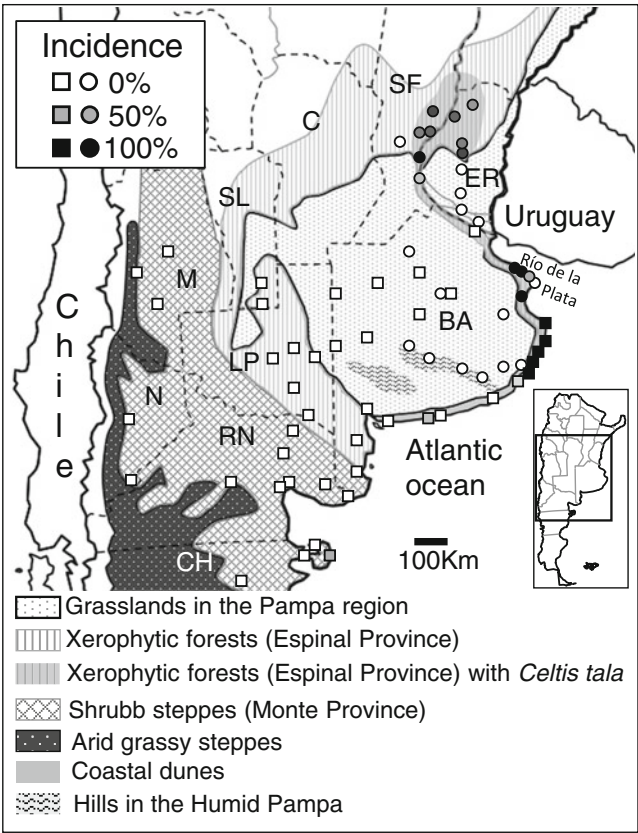 Incidence
0%
50%
100%
SF
C
ER
SL
Uruguay
Río de la
Plata
M
Chile
BA
LP
N
RN
Atlantic
ocean
CH
100Km
Grasslands in the Pampa region
Xerophytic forests (Espinal Province)
Xerophytic forests (Espinal Province) with Celtis tala
Shrubb steppes (Monte Province)
Arid grassy steppes
Coastal dunes
Hills in the Humid Pampa